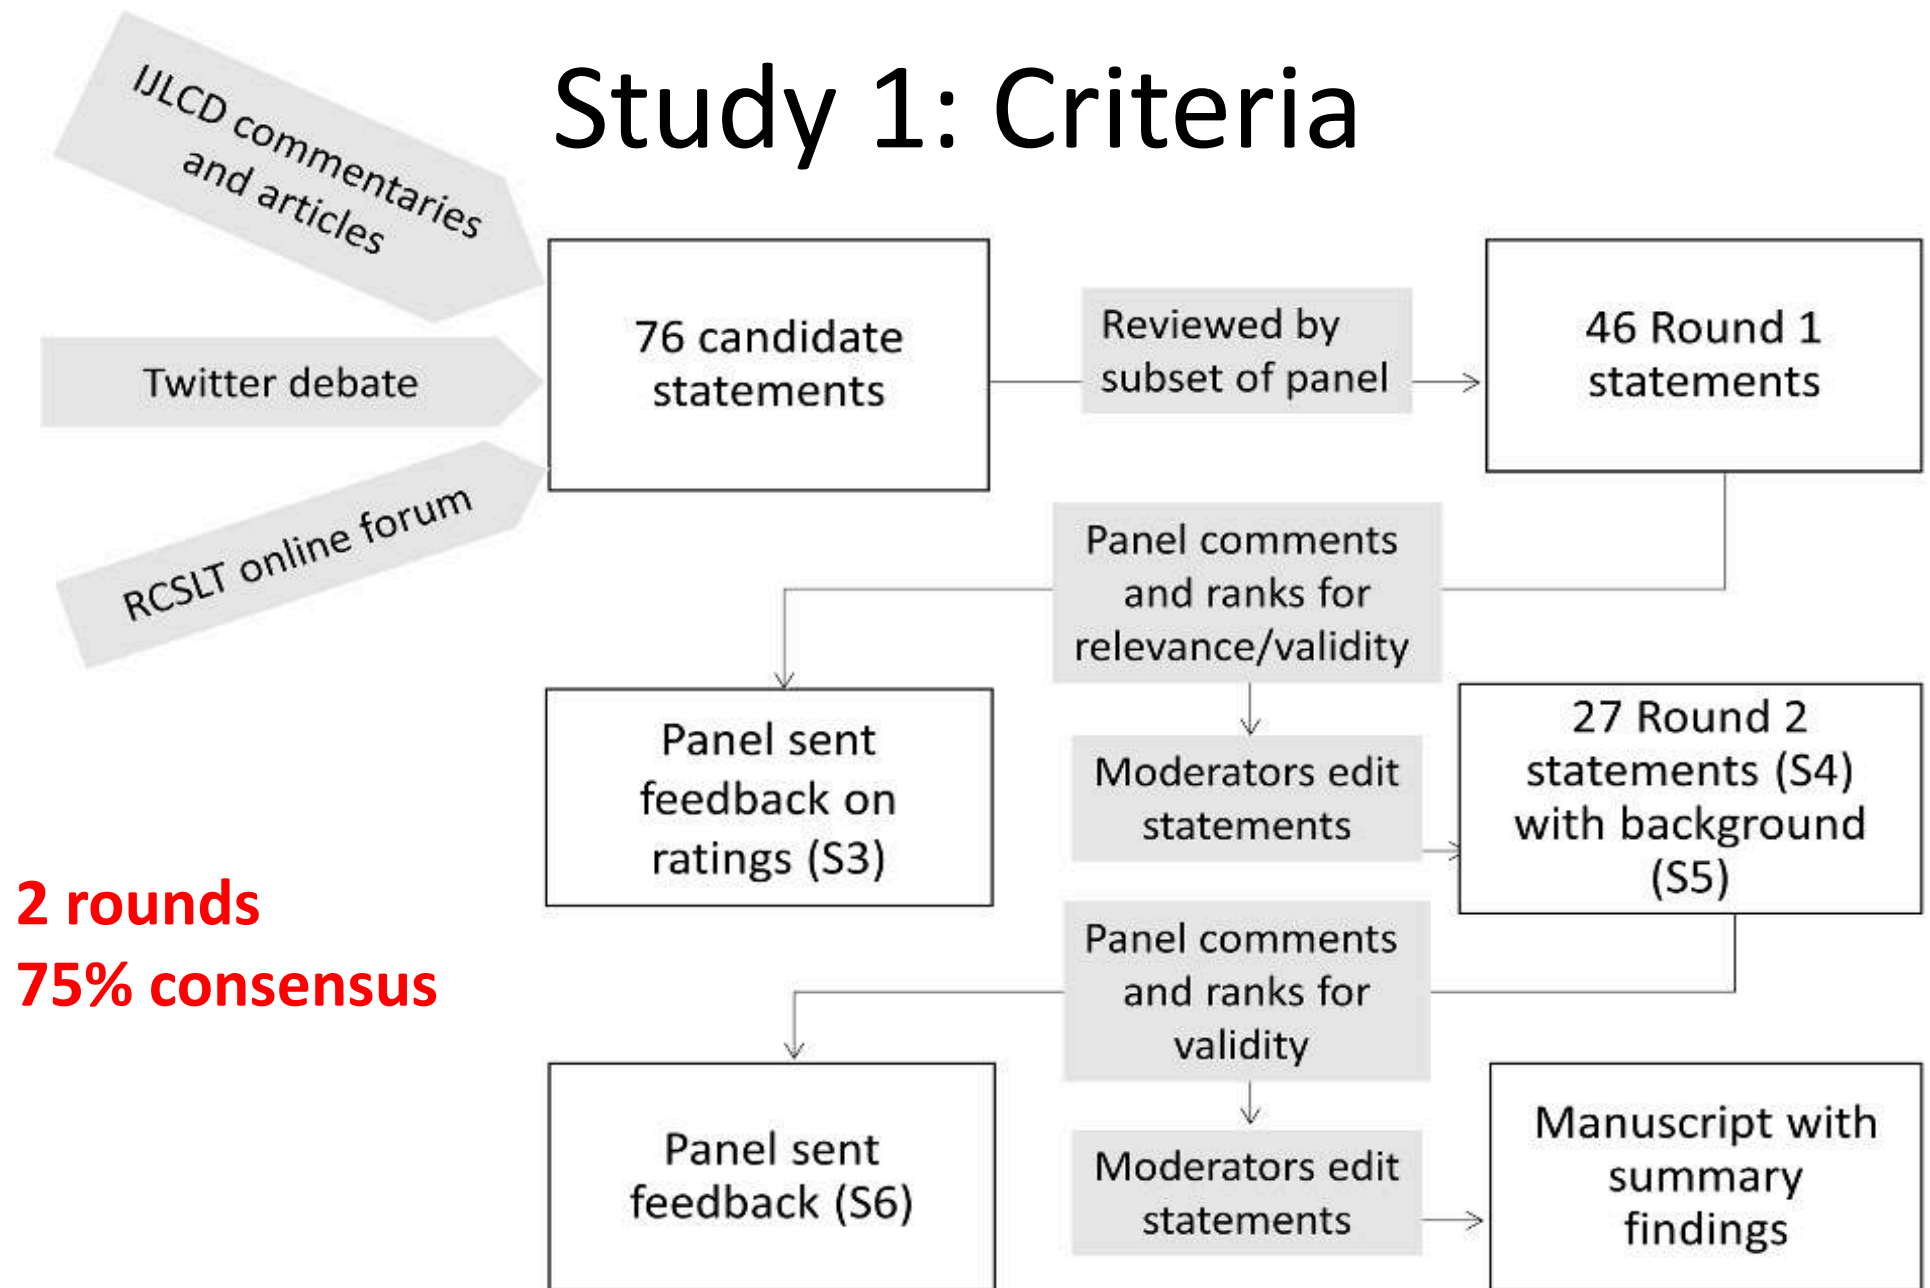 Study 1: Criteria
IJLCD commentaries
and articles
Twitter debate
RCSLT online forum
76 candidate
statements
Reviewed by
subset of panel
46 Round 1
statements
Panel comments
and ranks for
relevance/validity
Panel sent
feedback on
ratings (S3)
Moderators edit
statements
27 Round 2
statements (S4)
with background
(S5)
2 rounds
75% consensus
Panel comments
and ranks for
validity
Panel sent
feedback (S6)
Moderators edit
statements
Manuscript with
summary
findings